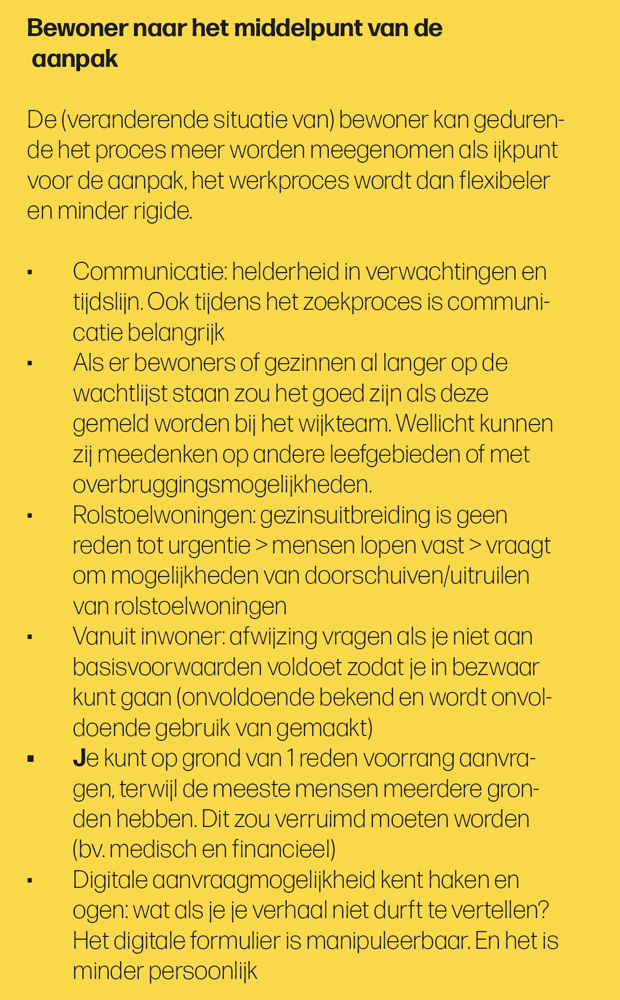 Bewoner naar het middelpunt van de
aanpak
De (veranderende situatie van) bewoner kan geduren-
de het proces meer worden meegenomen als ijkpunt
voor de aanpak, het werkproces wordt dan flexibeler
en minder rigide.
▪ Communicatie: helderheid in verwachtingen en
tijdslijn. Ook tijdens het zoekproces is communi-
catie belangrijk
▪ Als er bewoners of gezinnen al langer op de
wachtlijst staan zou het goed zijn als deze
gemeld worden bij het wijkteam. Wellicht kunnen
zij meedenken op andere leefgebieden of met
overbruggingsmogelijkheden.
▪ Rolstoelwoningen: gezinsuitbreiding is geen
reden tot urgentie > mensen lopen vast > vraagt
om mogelijkheden van doorschuiven/uitruilen
van rolstoelwoningen
▪ Vanuit inwoner: afwijzing vragen als je niet aan
basisvoorwaarden voldoet zodat je in bezwaar
kunt gaan (onvoldoende bekend en wordt onvol-
doende gebruik van gemaakt)
▪ Je kunt op grond van 1 reden voorrang aanvra-
gen, terwijl de meeste mensen meerdere gron-
den hebben. Dit zou verruimd moeten worden
(bv. medisch en financieel)
▪ Digitale aanvraagmogelijkheid kent haken en
ogen: wat als je je verhaal niet durft te vertellen?
Het digitale formulier is manipuleerbaar. En het is
minder persoonlijk